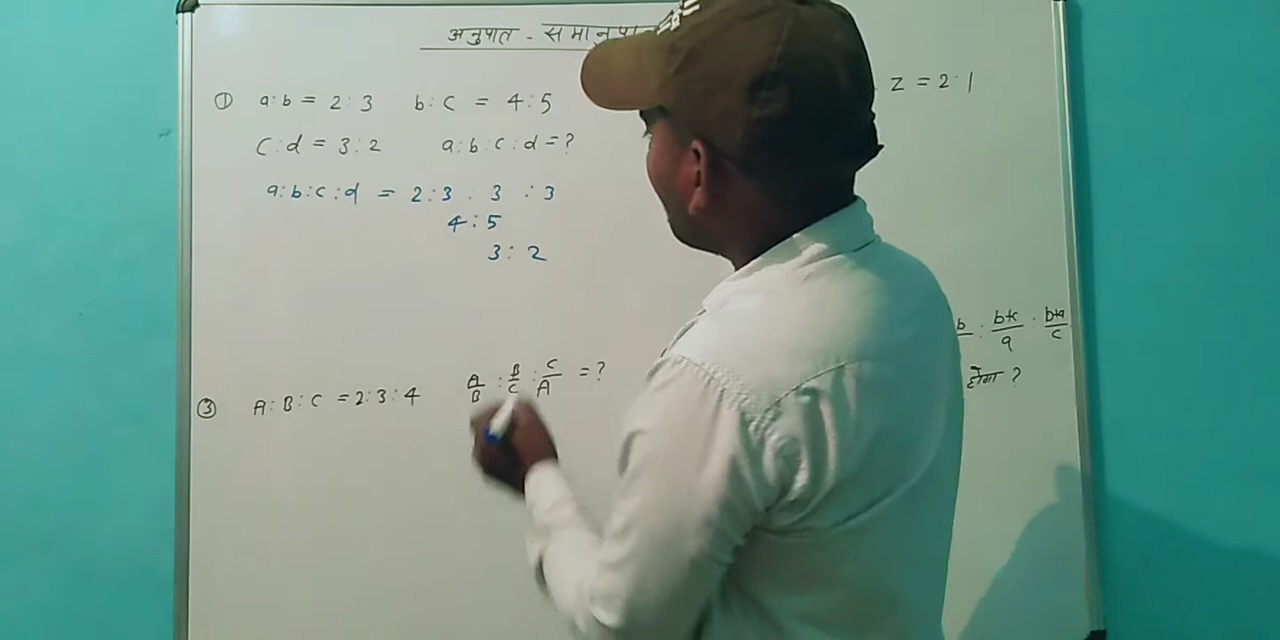 अनुपात - समानुपा
① a:b = 2:3 b:c = 4:5
c:d = 3:2 a:b:c:d = ?
a:b:c:d = 2:3 : 3 : 3
4:5
3:2
③ A:B:C = 2:3:4 A/B : B/C : C/A = ?
z = 2:1
b : b+c/a : b+a/c
होगा ?